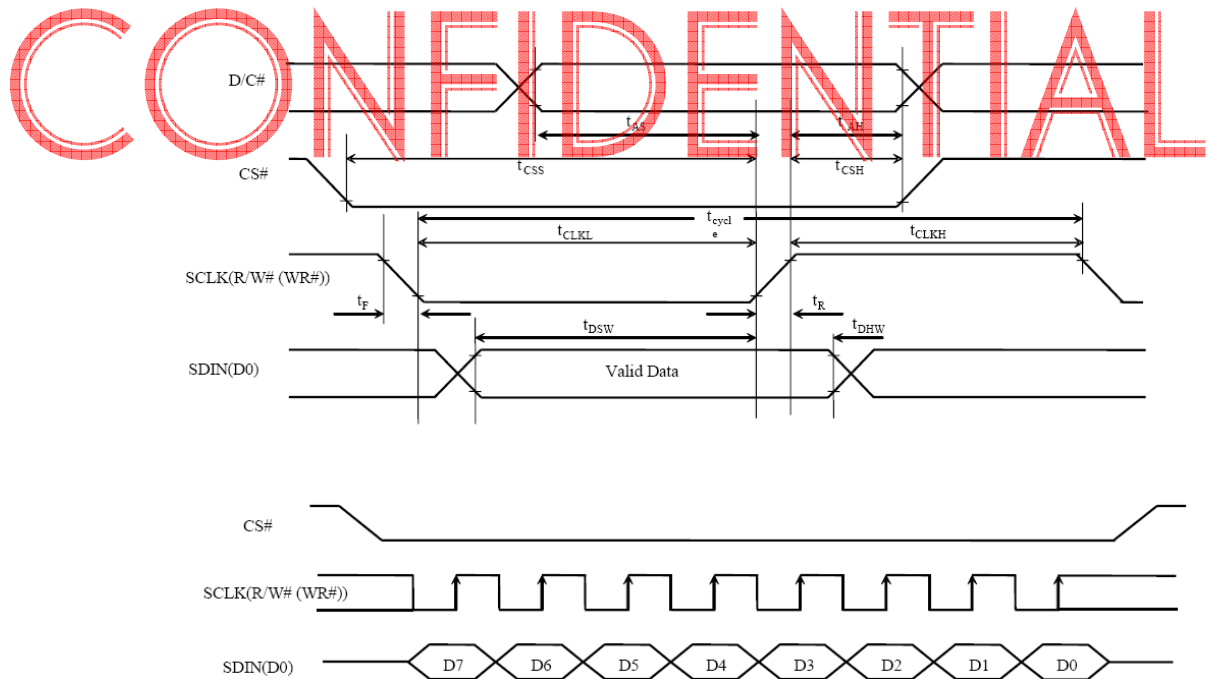 CONFIDENTIAL
D/C#
tAS
tAH
CS#
tCSS
tCSH
tcycl
e
tCLKL
tCLKH
SCLK(R/W# (WR#))
tF
tR
tDSW
tDHW
SDIN(D0)
Valid Data
CS#
SCLK(R/W# (WR#))
SDIN(D0)
D7 D6 D5 D4 D3 D2 D1 D0